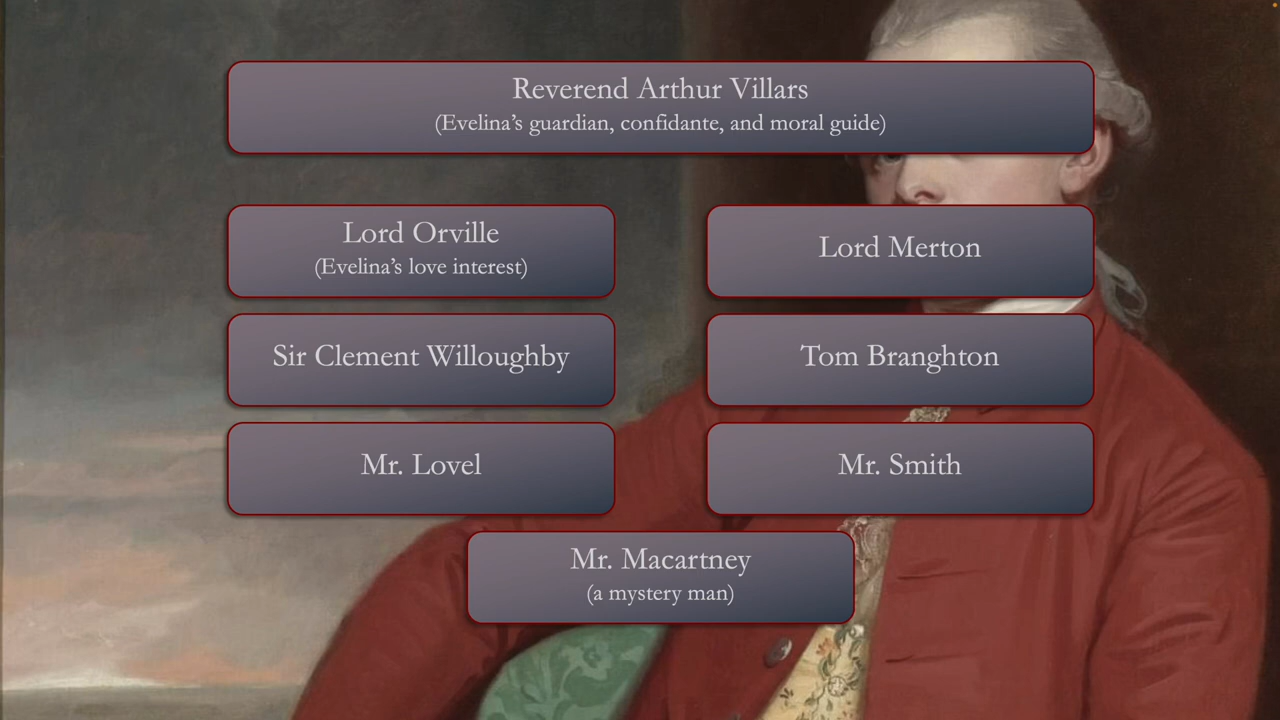 Reverend Arthur Villars
(Evelina’s guardian, confidante, and moral guide)
Lord Orville
(Evelina’s love interest)
Lord Merton
Sir Clement Willoughby
Tom Branghton
Mr. Lovel
Mr. Smith
Mr. Macartney
(a mystery man)